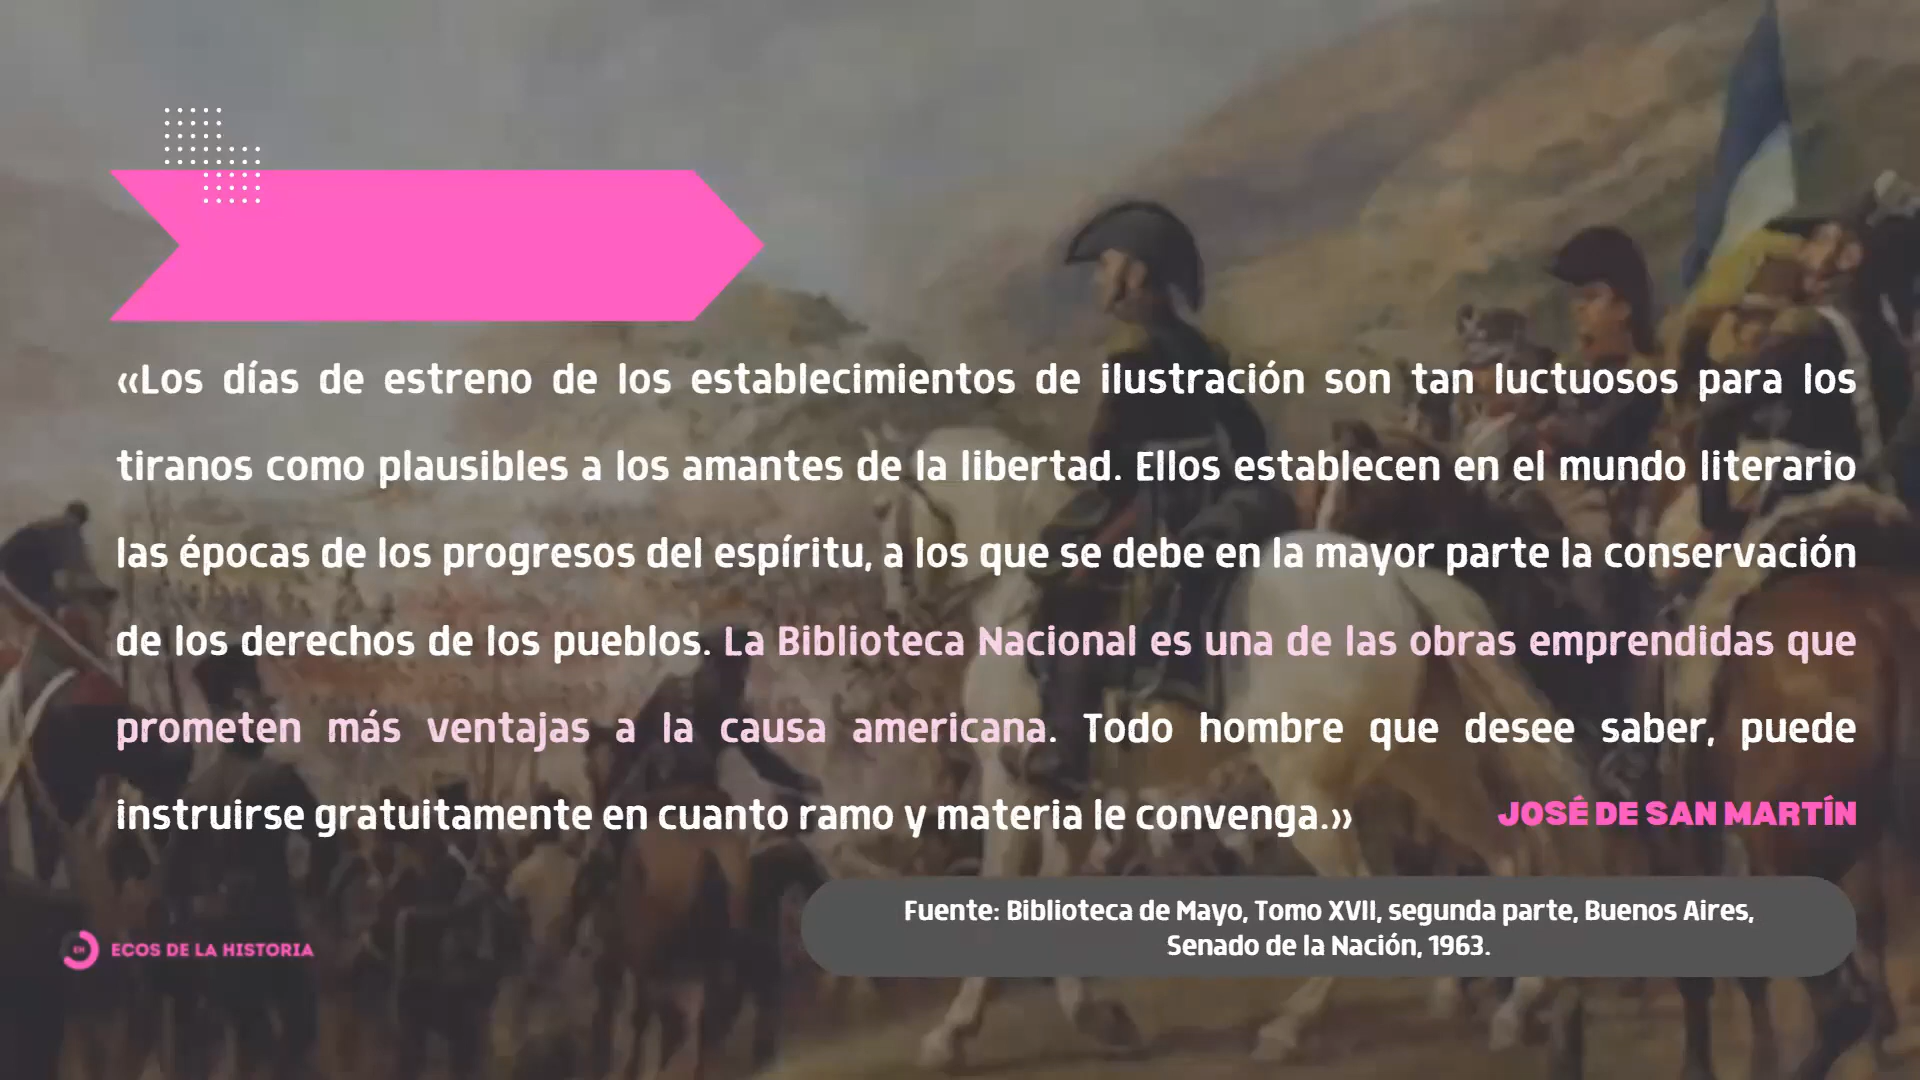 «Los días de estreno de los establecimientos de ilustración son tan luctuosos para los
tiranos como plausibles a los amantes de la libertad. Ellos establecen en el mundo literario
las épocas de los progresos del espíritu, a los que se debe en la mayor parte la conservación
de los derechos de los pueblos. La Biblioteca Nacional es una de las obras emprendidas que
prometen más ventajas a la causa americana. Todo hombre que desee saber, puede
instruirse gratuitamente en cuanto ramo y materia le convenga.»
JOSÉ DE SAN MARTÍN
Fuente: Biblioteca de Mayo, Tomo XVII, segunda parte, Buenos Aires,
Senado de la Nación, 1963.
EH ECOS DE LA HISTORIA